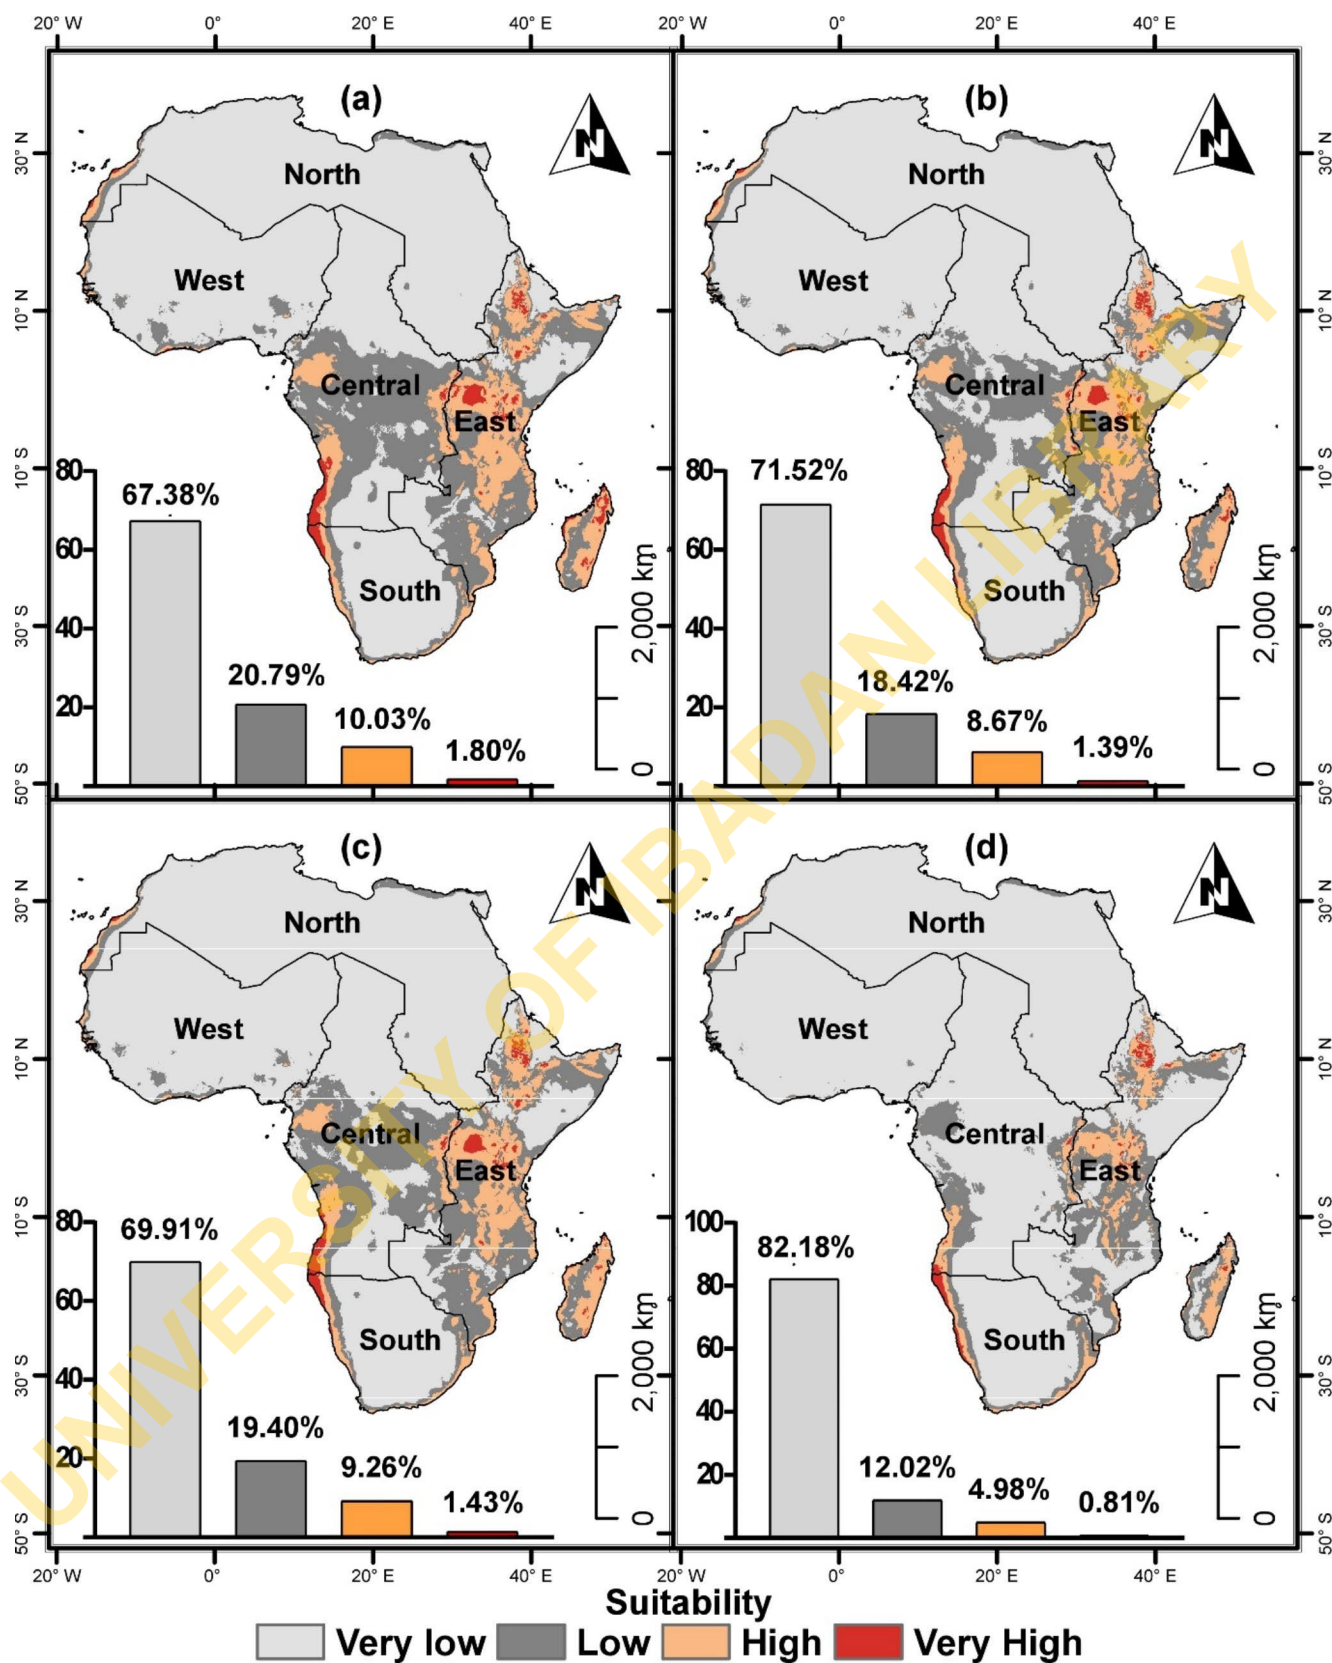 20° W 0° 20° E 40° E 20° W 0° 20° E 40° E
(a) (b)
30° N N N 30° N
North North
West West
10° N 10° N
Central Central
East East
10° S 10° S
80 67.38% 80 71.52%
60 60
South South
2,000 km 2,000 km
40 40
30° S 30° S
20.79% 18.42%
20 10.03% 20 8.67%
1.80% 1.39%
0 0
50° S 50° S
(c) (d)
30° N N N 30° N
North North
West West
10° N 10° N
Central Central
East East
10° S 10° S
80 69.91% 100 82.18%
60 80
South 60 South
2,000 km 2,000 km
40 40
30° S 30° S
19.40% 12.02%
20 9.26% 20 4.98%
1.43% 0.81%
0 0
50° S 50° S
20° W 0° 20° E 40° E 20° W 0° 20° E 40° E
Suitability
Very low Low High Very High
UNIVERSITY OF IBADAN LIBRARY